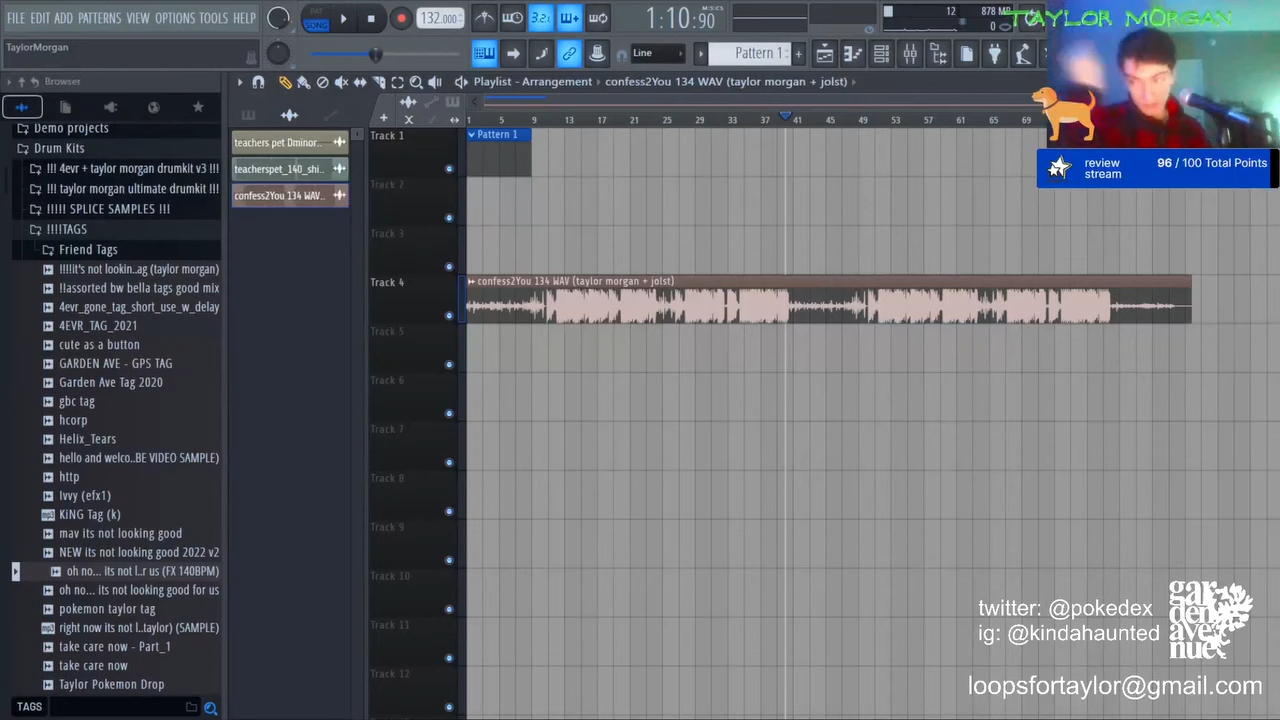 FILE EDIT ADD PATTERNS VIEW OPTIONS TOOLS HELP
PAT
SONG
132.000
3.2:
1:10:90
12
878 MB
0
TAYLOR MORGAN
TaylorMorgan
Line
Pattern 1
Browser
Playlist - Arrangement › confess2You 134 WAV (taylor morgan + jolst) ›
Demo projects
Drum Kits
!!! 4evr + taylor morgan drumkit v3 !!!
!!! taylor morgan ultimate drumkit !!!
!!!!! SPLICE SAMPLES !!!
!!!!TAGS
Friend Tags
!!!!it's not lookin..ag (taylor morgan)
!!assorted bw bella tags good mix
4evr_gone_tag_short_use_w_delay
4EVR_TAG_2021
cute as a button
GARDEN AVE - GPS TAG
Garden Ave Tag 2020
gbc tag
hcorp
Helix_Tears
hello and welco..BE VIDEO SAMPLE)
http
Ivvy (efx1)
KiNG Tag (k)
mav its not looking good
NEW its not looking good 2022 v2
oh no... its not l..r us (FX 140BPM)
oh no... its not looking good for us
pokemon taylor tag
right now its not l..taylor) (SAMPLE)
take care now - Part_1
take care now
Taylor Pokemon Drop
TAGS
teachers pet Dminor..
teacherspet_140_shi..
confess2You 134 WAV..
1 5 9 13 17 21 25 29 33 37 41 45 49 53 57 61 65 69
Track 1
Pattern 1
Track 2
Track 3
Track 4
confess2You 134 WAV (taylor morgan + jolst)
Track 5
Track 6
Track 7
Track 8
Track 9
Track 10
Track 11
Track 12
review
stream
96 / 100 Total Points
twitter: @pokedex
ig: @kindahaunted
gar
den
ave
nue
loopsfortaylor@gmail.com